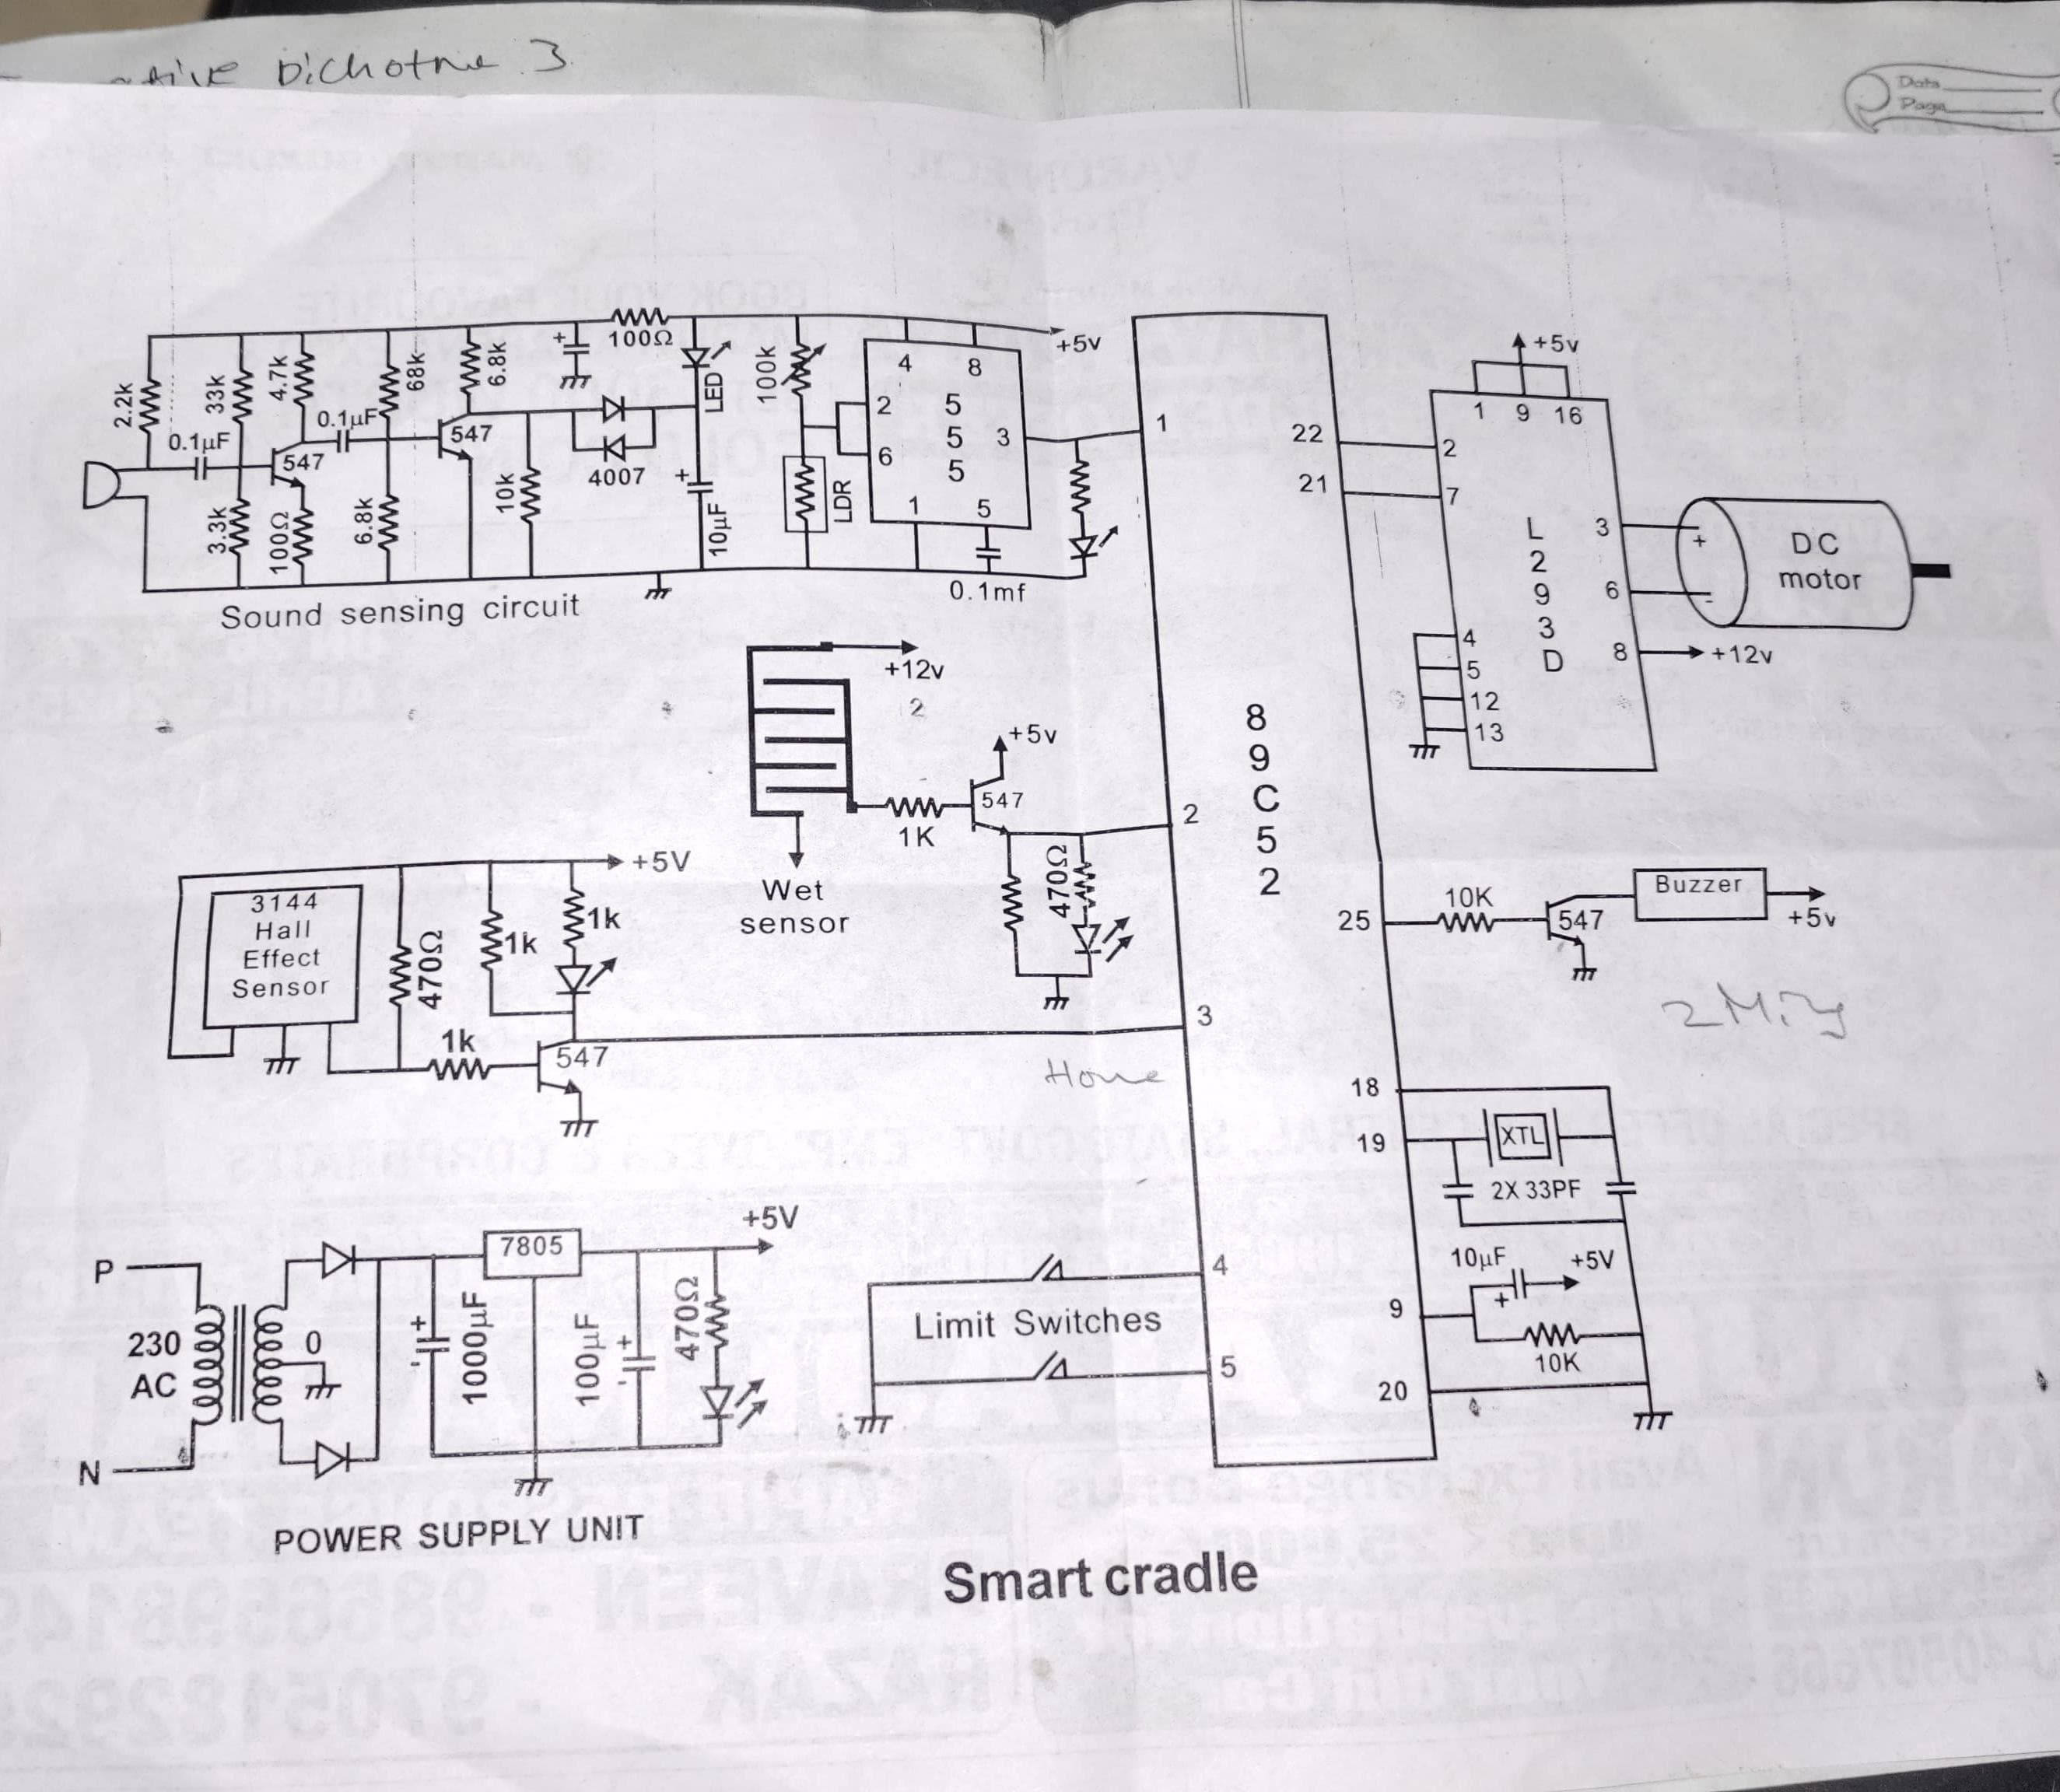 Dichotme 3
Data
Page
2.2k
33k
4.7k
68k
6.8k
100Ω
+
LED
100k
+5v
0.1µF
0.1µF
547
547
4007
10k
3.3k
100Ω
6.8k
+
10µF
LDR
4
8
2
6
5
5
5
3
1
5
0.1mf
Sound sensing circuit
+12v
2
+5v
547
1K
470Ω
Wet
sensor
3144
Hall
Effect
Sensor
+5V
470Ω
1k
1k
1k
547
Home
P
230
AC
N
0
7805
+5V
+
-
1000µF
100µF
+
-
470Ω
POWER SUPPLY UNIT
Limit Switches
1
2
3
4
5
8
9
C
5
2
22
21
25
18
19
9
20
+5v
1 9 16
2
7
L
2
9
3
D
3
6
8
4
5
12
13
+
-
DC
motor
+12v
10K
547
Buzzer
+5v
XTL
2X 33PF
10µF
+
+5V
10K
Smart cradle